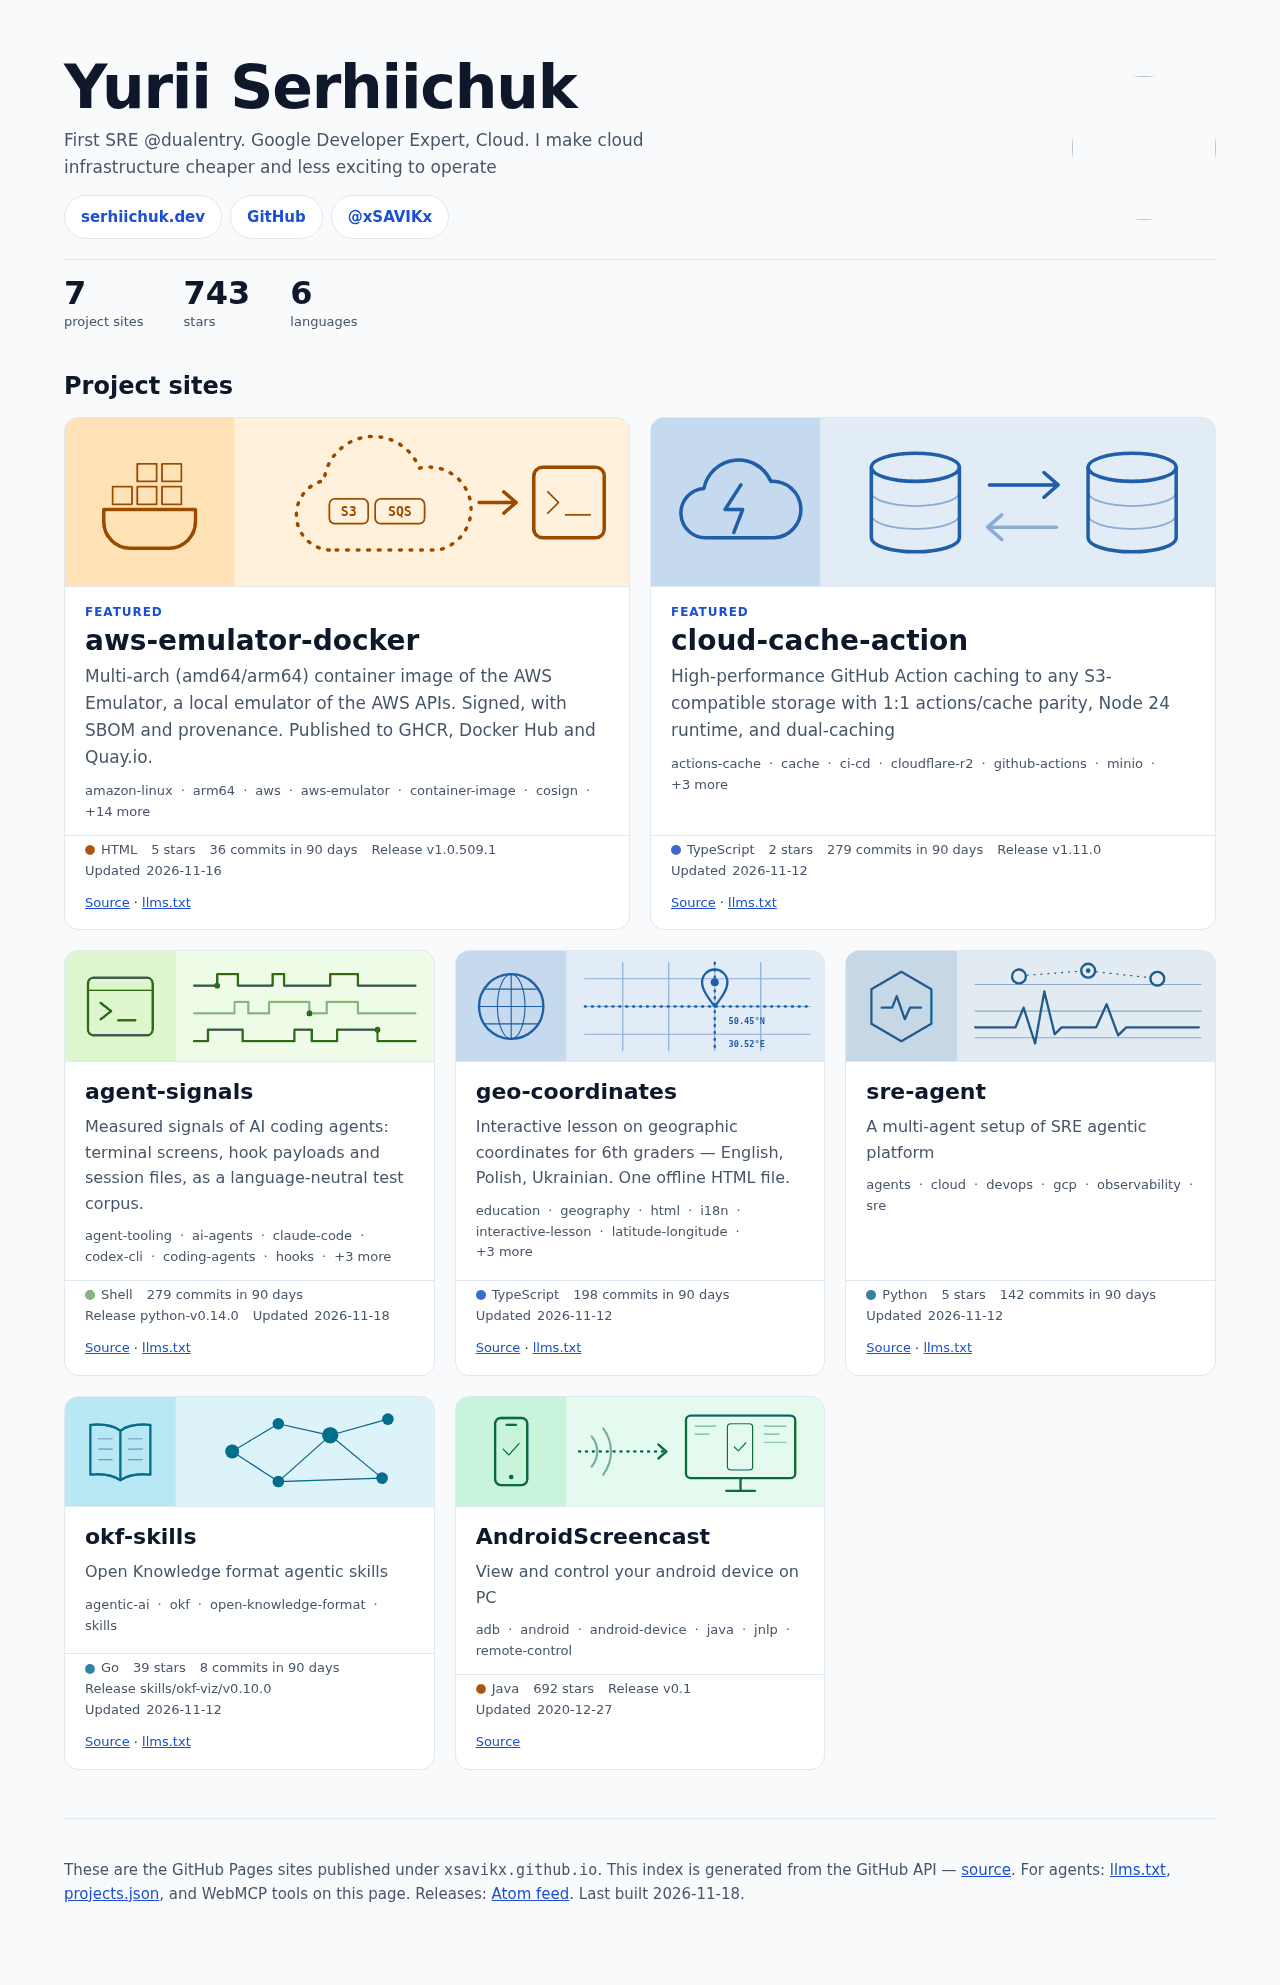 Yurii Serhiichuk
First SRE @dualentry. Google Developer Expert, Cloud. I make cloud
infrastructure cheaper and less exciting to operate
serhiichuk.dev GitHub @xSAVIKx
7 743 6
project sites stars languages
Project sites
S3 SQS
FEATURED
aws-emulator-docker
Multi-arch (amd64/arm64) container image of the AWS
Emulator, a local emulator of the AWS APIs. Signed, with
SBOM and provenance. Published to GHCR, Docker Hub and
Quay.io.
amazon-linux · arm64 · aws · aws-emulator · container-image · cosign ·
+14 more
HTML 5 stars 36 commits in 90 days Release v1.0.509.1
Updated 2026-11-16
Source · llms.txt
FEATURED
cloud-cache-action
High-performance GitHub Action caching to any S3-
compatible storage with 1:1 actions/cache parity, Node 24
runtime, and dual-caching
actions-cache · cache · ci-cd · cloudflare-r2 · github-actions · minio ·
+3 more
TypeScript 2 stars 279 commits in 90 days Release v1.11.0
Updated 2026-11-12
Source · llms.txt
agent-signals
Measured signals of AI coding agents:
terminal screens, hook payloads and
session files, as a language-neutral test
corpus.
agent-tooling · ai-agents · claude-code ·
codex-cli · coding-agents · hooks · +3 more
Shell 279 commits in 90 days
Release python-v0.14.0 Updated 2026-11-18
Source · llms.txt
50.45°N
30.52°E
geo-coordinates
Interactive lesson on geographic
coordinates for 6th graders — English,
Polish, Ukrainian. One offline HTML file.
education · geography · html · i18n ·
interactive-lesson · latitude-longitude ·
+3 more
TypeScript 198 commits in 90 days
Updated 2026-11-12
Source · llms.txt
sre-agent
A multi-agent setup of SRE agentic
platform
agents · cloud · devops · gcp · observability ·
sre
Python 5 stars 142 commits in 90 days
Updated 2026-11-12
Source · llms.txt
okf-skills
Open Knowledge format agentic skills
agentic-ai · okf · open-knowledge-format ·
skills
Go 39 stars 8 commits in 90 days
Release skills/okf-viz/v0.10.0
Updated 2026-11-12
Source · llms.txt
AndroidScreencast
View and control your android device on
PC
adb · android · android-device · java · jnlp ·
remote-control
Java 692 stars Release v0.1
Updated 2020-12-27
Source
These are the GitHub Pages sites published under xsavikx.github.io. This index is generated from the GitHub API — source. For agents: llms.txt,
projects.json, and WebMCP tools on this page. Releases: Atom feed. Last built 2026-11-18.